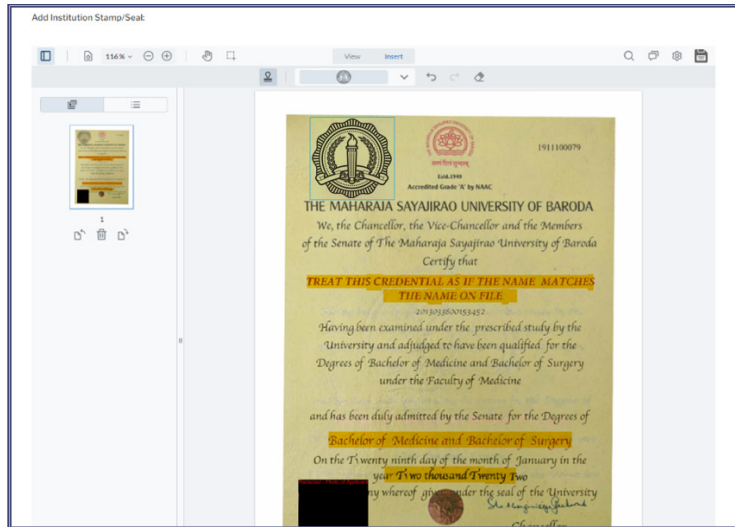 Add Institution Stamp/Seal:
116%
View
Insert
1
1911100079
Estd.1949
Accredited Grade 'A' by NAAC
THE MAHARAJA SAYAJIRAO UNIVERSITY OF BARODA
We, the Chancellor, the Vice-Chancellor and the Members
of the Senate of The Maharaja Sayajirao University of Baroda
Certify that
TREAT THIS CREDENTIAL AS IF THE NAME MATCHES
THE NAME ON FILE
2013033800153452
Having been examined under the prescribed study by the
University and adjudged to have been qualified for the
Degrees of Bachelor of Medicine and Bachelor of Surgery
under the Faculty of Medicine
and has been duly admitted by the Senate for the Degrees of
Bachelor of Medicine and Bachelor of Surgery
On the Twenty ninth day of the month of January in the
year Two thousand Twenty Two
ny whereof given under the seal of the University
Chancellor